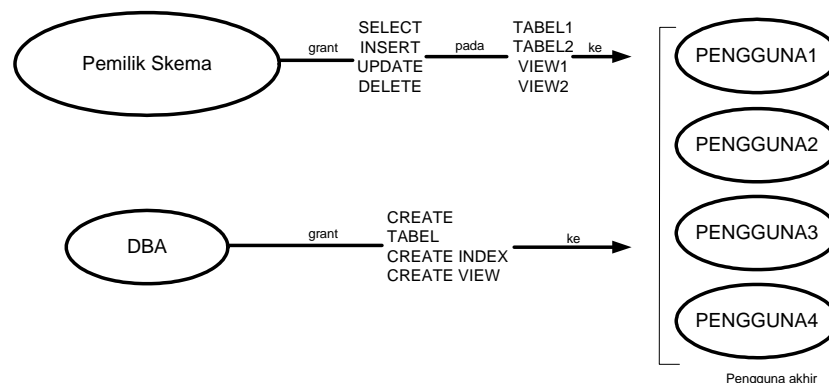 Pemilik Skema
grant
SELECT
INSERT
UPDATE
DELETE
pada
TABEL1
TABEL2
VIEW1
VIEW2
ke
PENGGUNA1
PENGGUNA2
DBA
grant
CREATE
TABEL
CREATE INDEX
CREATE VIEW
ke
PENGGUNA3
PENGGUNA4
Pengguna akhir